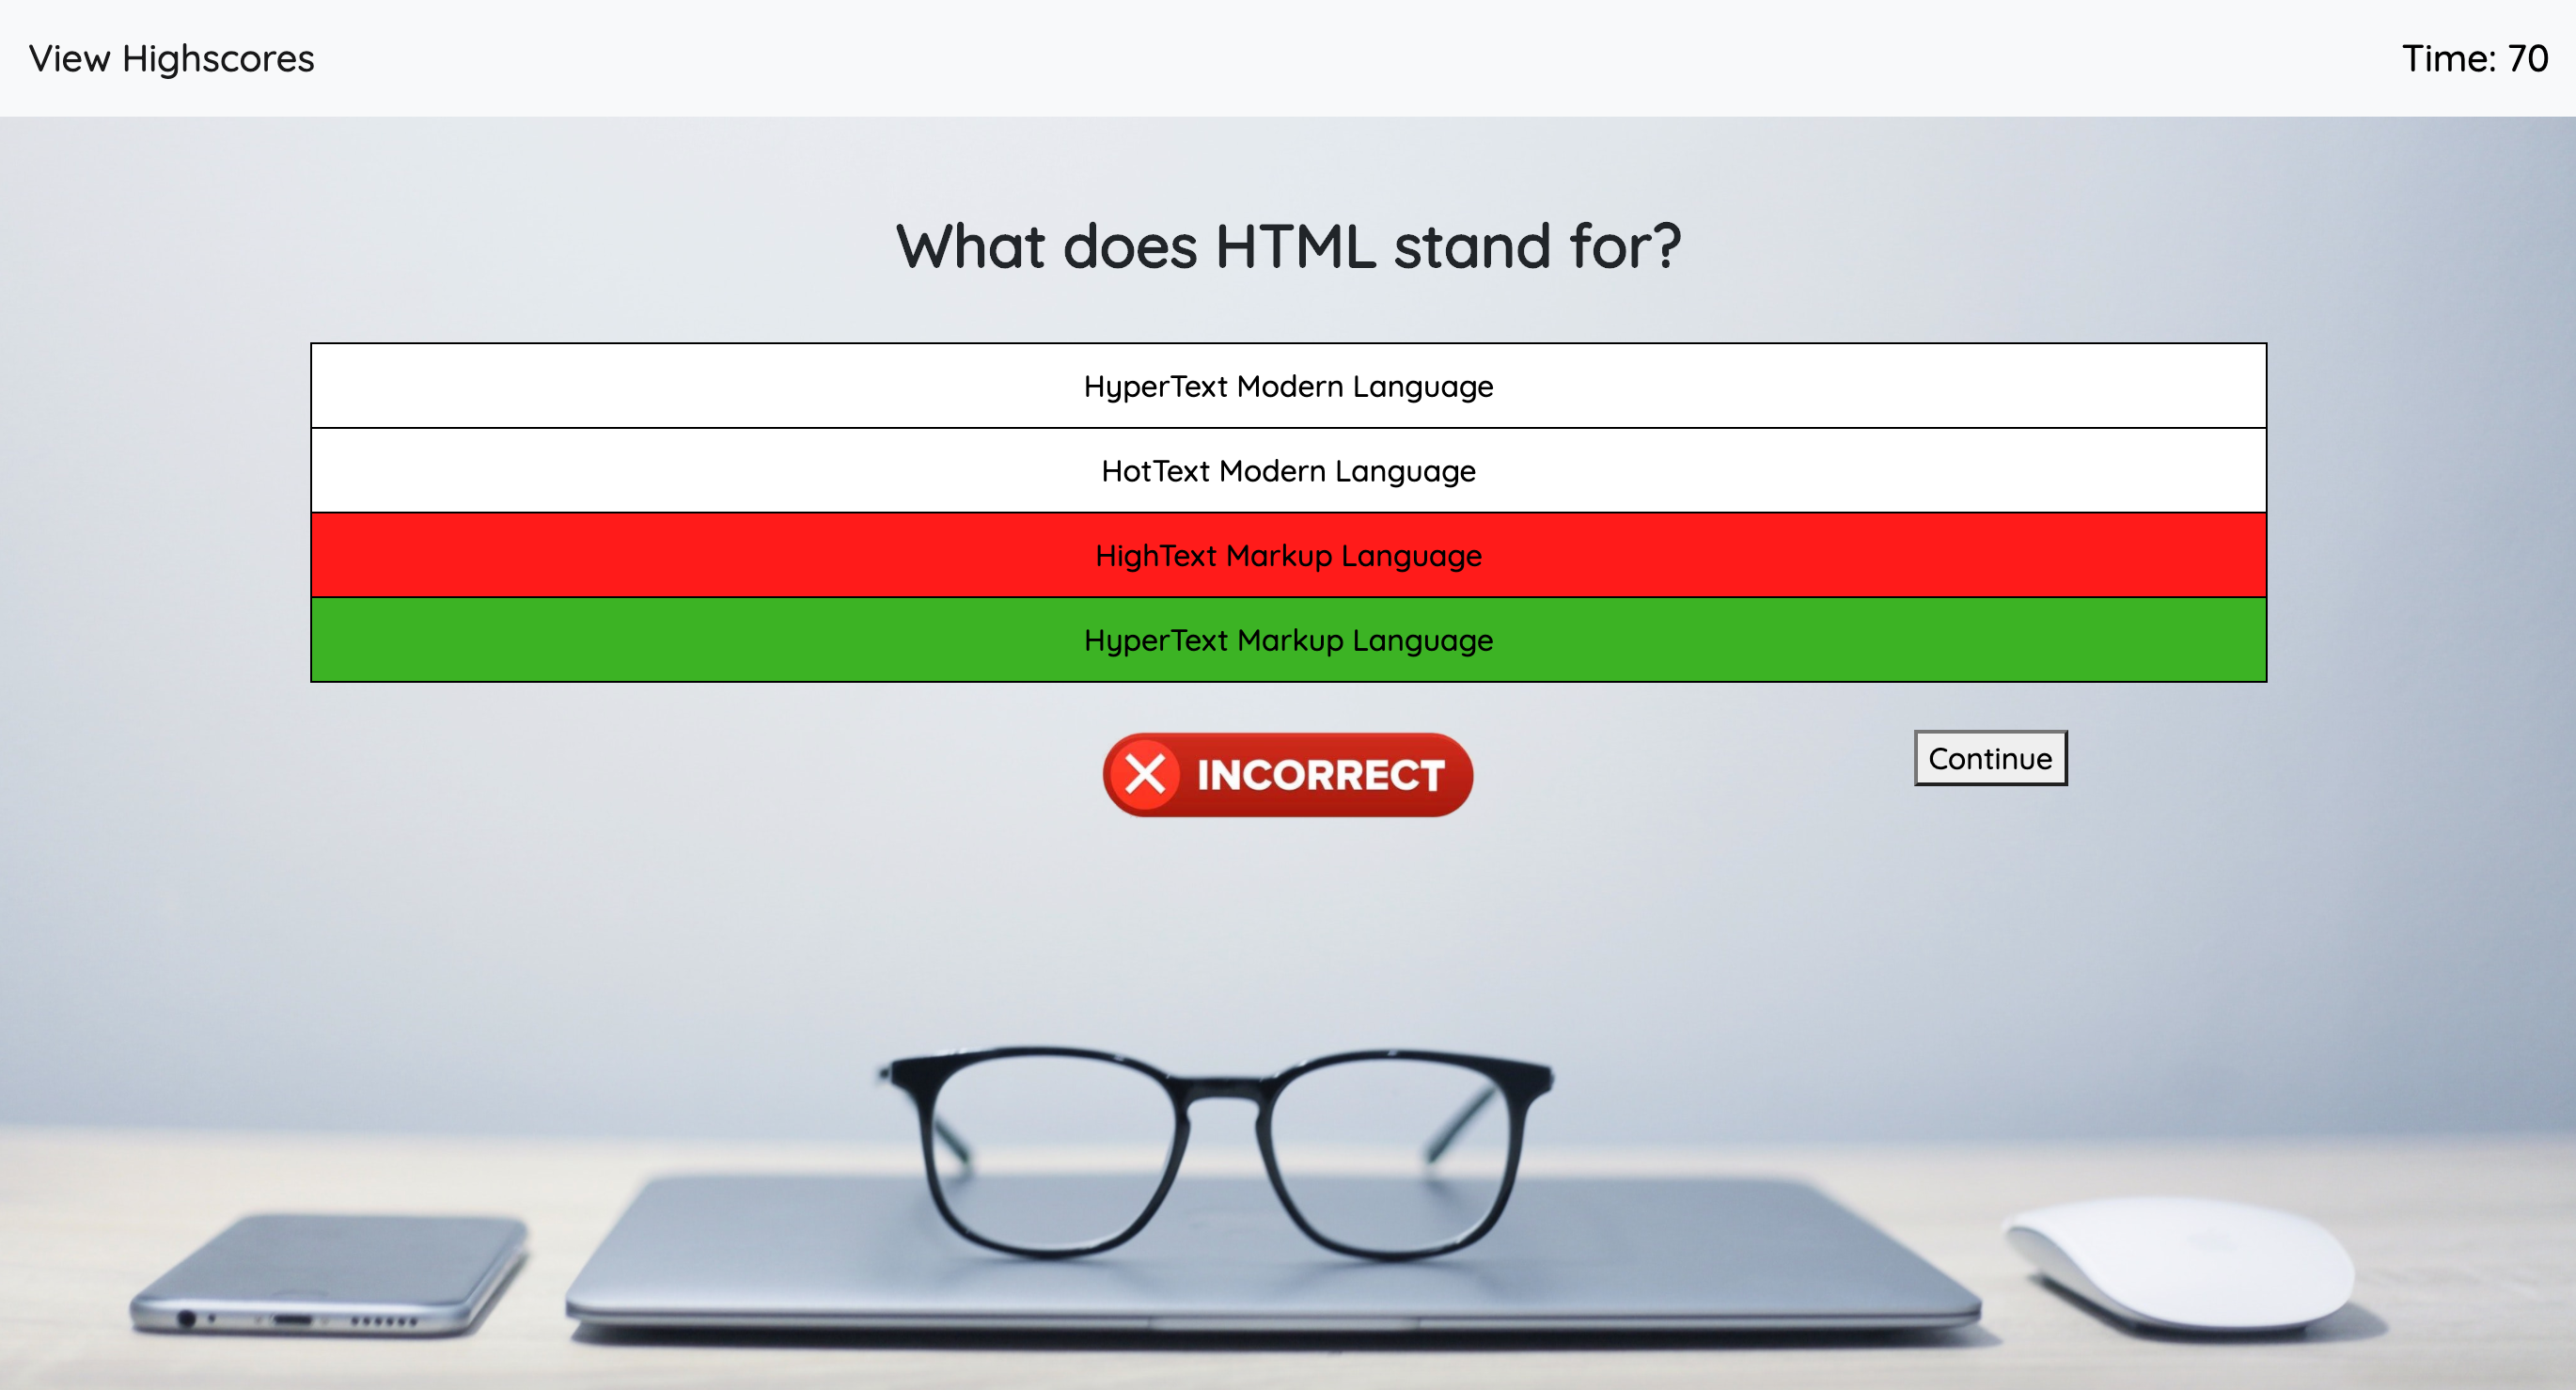 View Highscores
Time: 70
What does HTML stand for?
HyperText Modern Language
HotText Modern Language
HighText Markup Language
HyperText Markup Language
INCORRECT
Continue